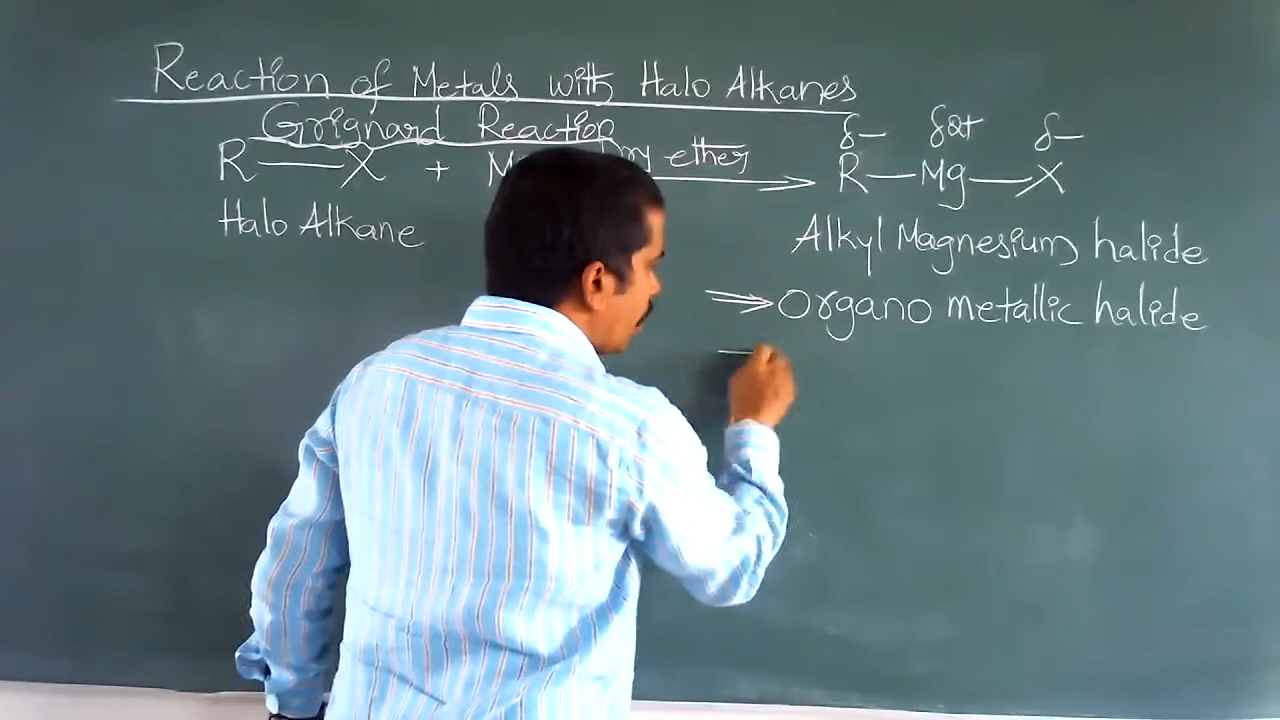 Reaction of Metals with Halo Alkanes
Grignard Reaction
δ− δ2+ δ−
R—X + M Dry ether → R—Mg—X
Halo Alkane
Alkyl Magnesium halide
⇒ Organo metallic halide